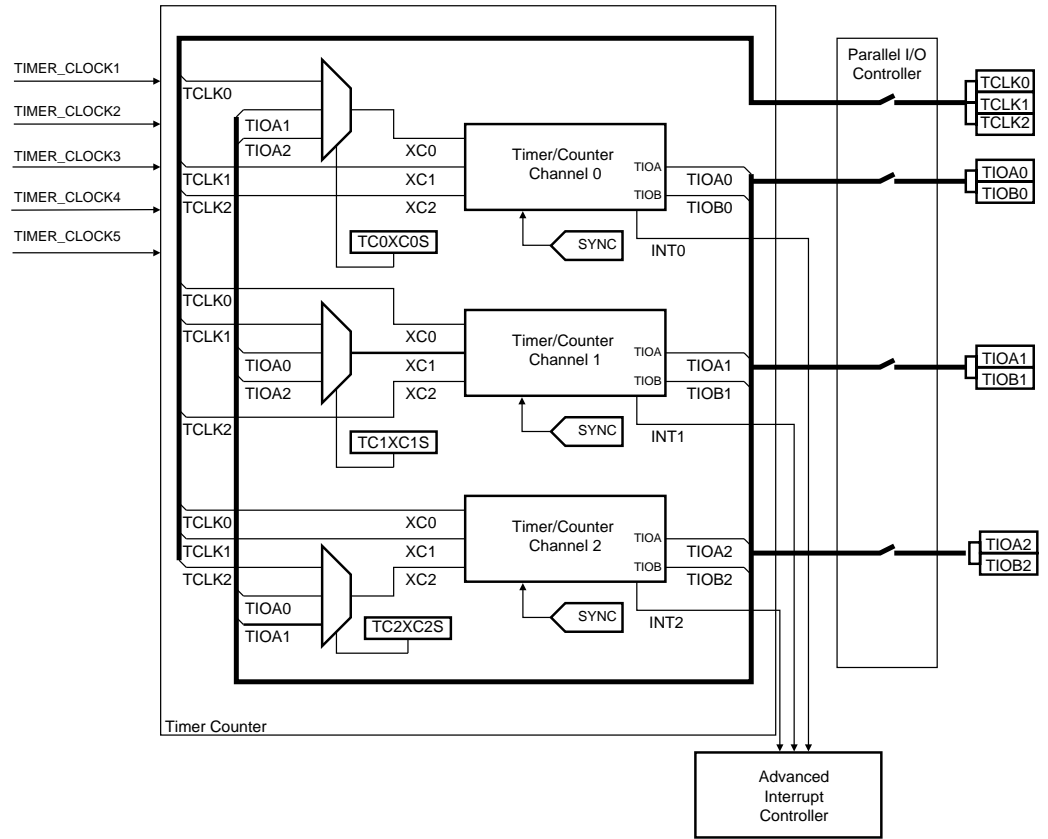 TIMER_CLOCK1
TIMER_CLOCK2
TIMER_CLOCK3
TIMER_CLOCK4
TIMER_CLOCK5
TCLK0
TIOA1
TIOA2
TCLK1
TCLK2
XC0
XC1
XC2
TC0XC0S
Timer/Counter
Channel 0
TIOA
TIOB
TIOA0
TIOB0
SYNC
INT0
TCLK0
TCLK1
TIOA0
TIOA2
TCLK2
XC0
XC1
XC2
TC1XC1S
Timer/Counter
Channel 1
TIOA
TIOB
TIOA1
TIOB1
SYNC
INT1
TCLK0
TCLK1
TCLK2
TIOA0
TIOA1
XC0
XC1
XC2
TC2XC2S
Timer/Counter
Channel 2
TIOA
TIOB
TIOA2
TIOB2
SYNC
INT2
Timer Counter
Parallel I/O
Controller
TCLK0
TCLK1
TCLK2
TIOA0
TIOB0
TIOA1
TIOB1
TIOA2
TIOB2
Advanced
Interrupt
Controller